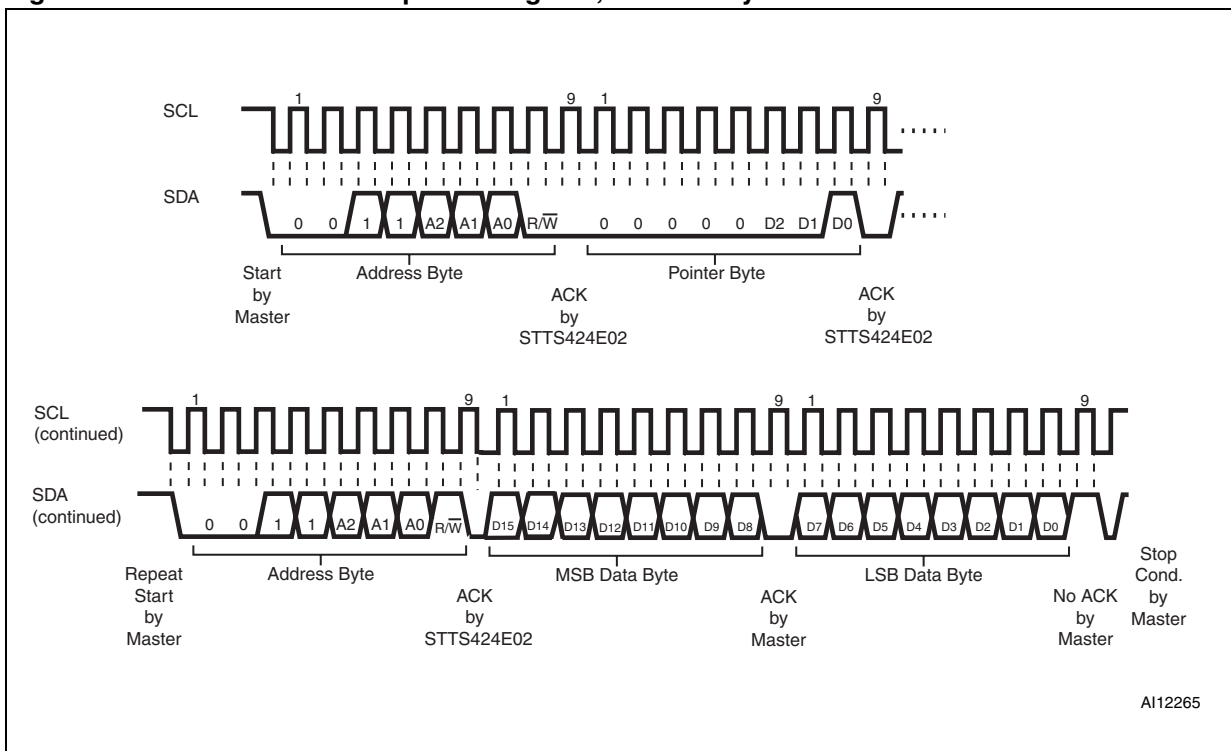 SCL
1 9 1 9
SDA
0 0 1 1 A2 A1 A0 R/W 0 0 0 0 0 D2 D1 D0
Start
by
Master
Address Byte
Pointer Byte
ACK
by
STTS424E02
ACK
by
STTS424E02
SCL
(continued)
1 9 1 9 1 9
SDA
(continued)
0 0 1 1 A2 A1 A0 R/W D15 D14 D13 D12 D11 D10 D9 D8 D7 D6 D5 D4 D3 D2 D1 D0
Repeat
Start
by
Master
Address Byte
ACK
by
STTS424E02
MSB Data Byte
ACK
by
Master
LSB Data Byte
No ACK
by
Master
Stop
Cond.
by
Master
AI12265